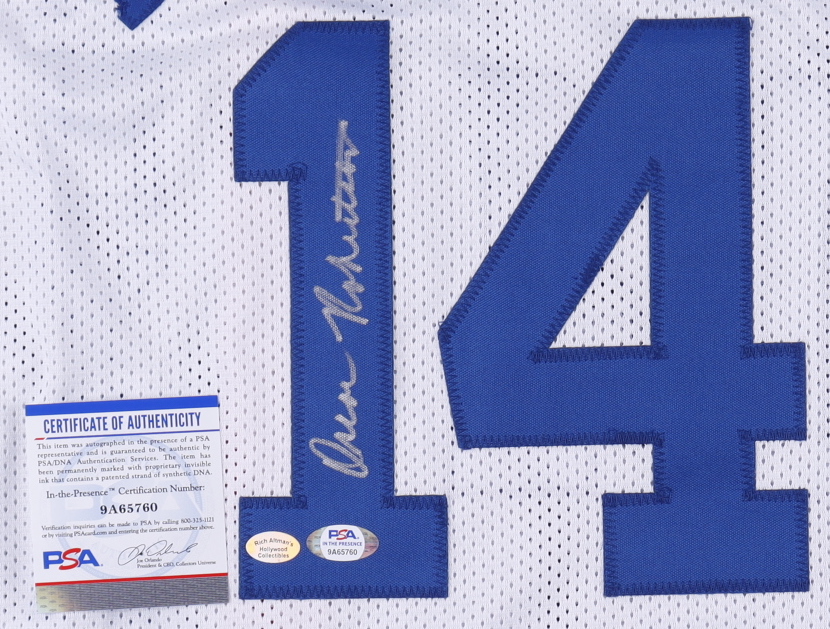 14
Oscar Robertson
CERTIFICATE OF AUTHENTICITY
This item was autographed in the presence of a PSA
representative and is guaranteed to be authentic by
PSA/DNA Authentication Services. The item has
been permanently marked with proprietary invisible
ink that contains a patented strand of synthetic DNA.
In-the-Presence™ Certification Number:
9A65760
Verification inquiries can be made to PSA by calling 800-325-1121
or by visiting PSAcard.com and entering the certification number above.
PSA
Joe Orlando
President & CEO, Collectors Universe
Rich Altman's
Hollywood
Collectibles
PSA
IN THE PRESENCE
9A65760